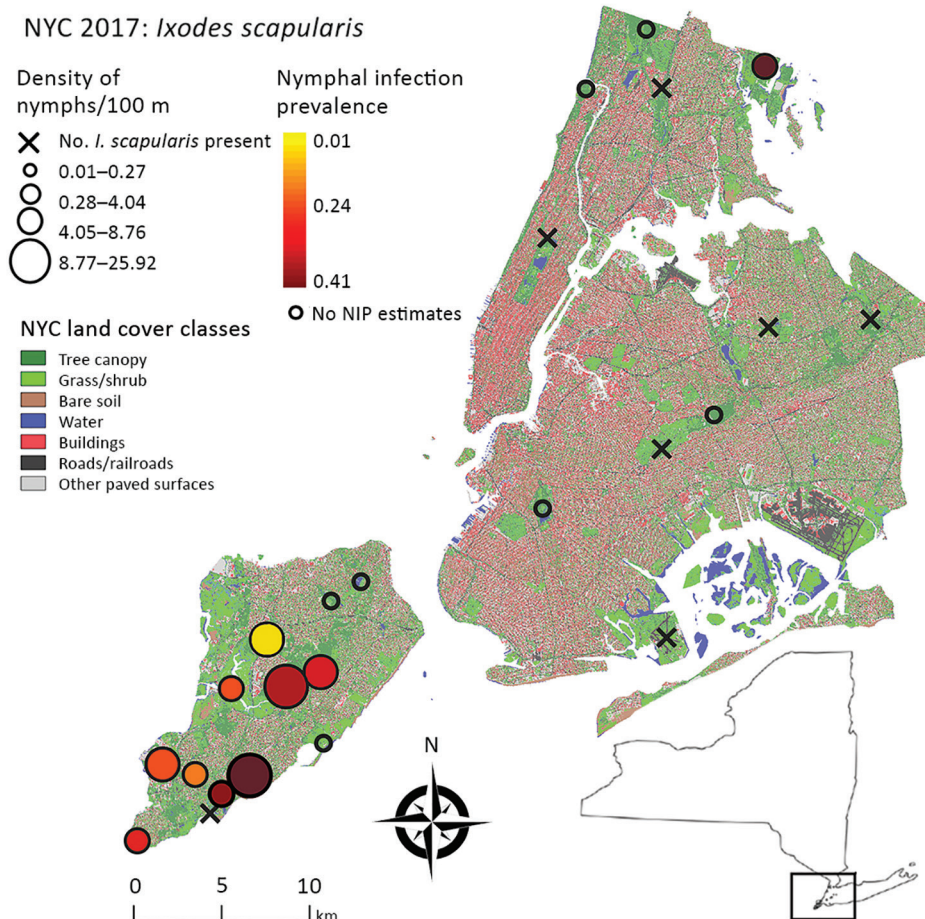 NYC 2017: Ixodes scapularis
Density of
nymphs/100 m
No. I. scapularis present
0.01–0.27
0.28–4.04
4.05–8.76
8.77–25.92
Nymphal infection
prevalence
0.01
0.24
0.41
No NIP estimates
NYC land cover classes
Tree canopy
Grass/shrub
Bare soil
Water
Buildings
Roads/railroads
Other paved surfaces
N
0 5 10
km